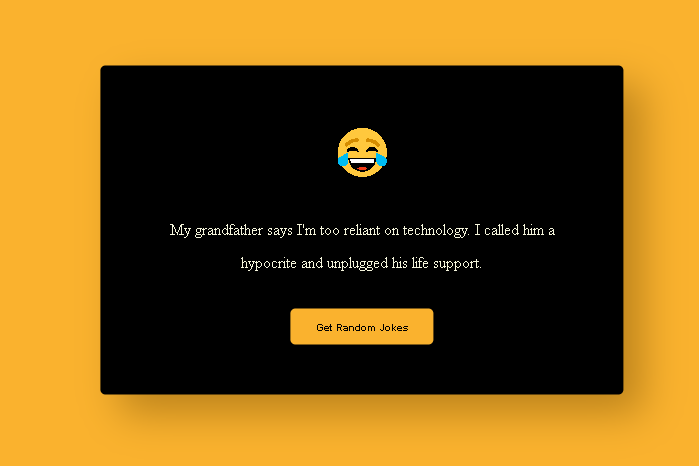 My grandfather says I'm too reliant on technology. I called him a
hypocrite and unplugged his life support.
Get Random Jokes